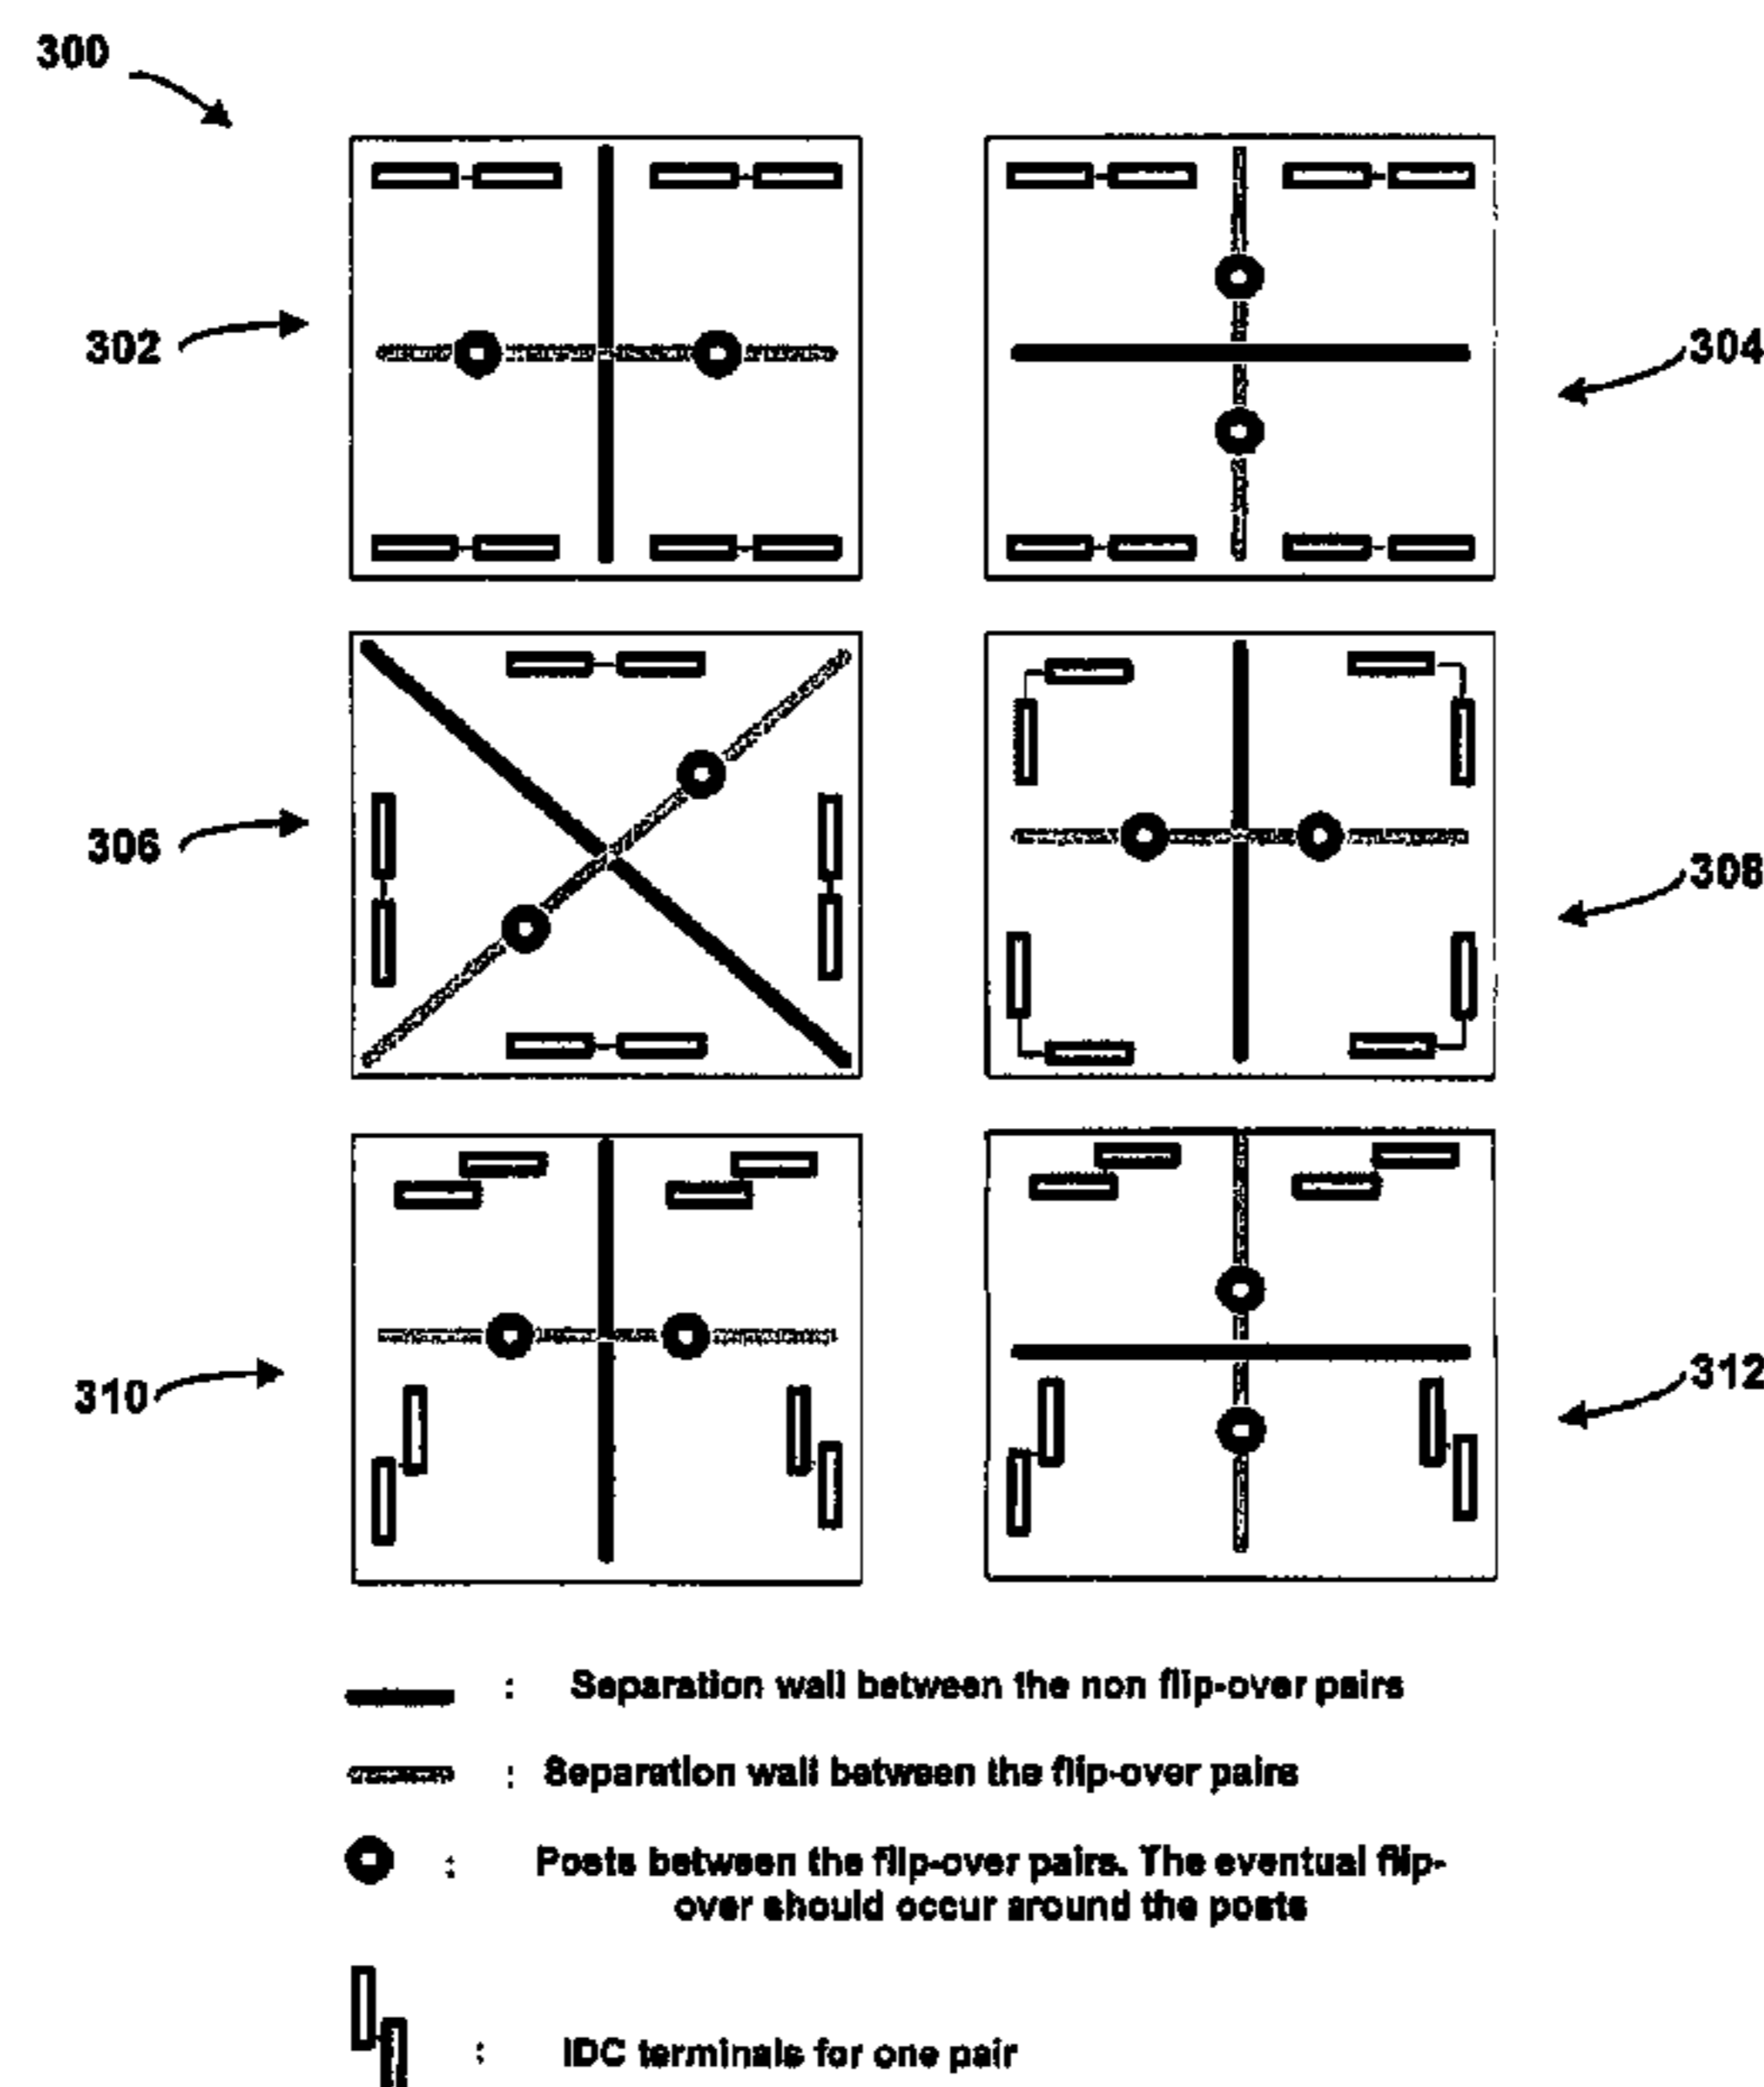 300
302
304
306
308
310
312
: Separation wall between the non flip-over pairs
: Separation wall between the flip-over pairs
: Posts between the flip-over pairs. The eventual flip-
over should occur around the posts
: IDC terminals for one pair